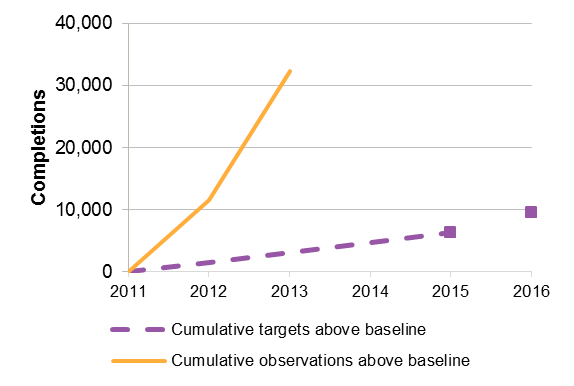 40,000
30,000
20,000
10,000
0
Completions
2011 2012 2013 2014 2015 2016
Cumulative targets above baseline
Cumulative observations above baseline